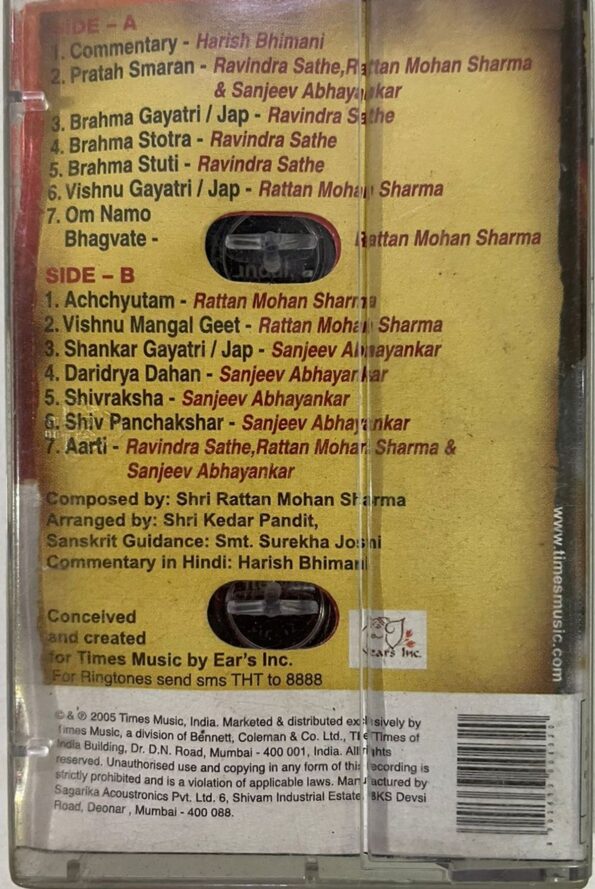 SIDE – A
1. Commentary - Harish Bhimani
2. Pratah Smaran - Ravindra Sathe,Rattan Mohan Sharma
& Sanjeev Abhayankar
3. Brahma Gayatri / Jap - Ravindra Sathe
4. Brahma Stotra - Ravindra Sathe
5. Brahma Stuti - Ravindra Sathe
6. Vishnu Gayatri / Jap - Rattan Mohan Sharma
7. Om Namo
Bhagvate - Rattan Mohan Sharma
SIDE – B
1. Achchyutam - Rattan Mohan Sharma
2. Vishnu Mangal Geet - Rattan Mohan Sharma
3. Shankar Gayatri / Jap - Sanjeev Abhayankar
4. Daridrya Dahan - Sanjeev Abhayankar
5. Shivraksha - Sanjeev Abhayankar
6. Shiv Panchakshar - Sanjeev Abhayankar
7. Aarti - Ravindra Sathe,Rattan Mohan Sharma &
Sanjeev Abhayankar
Composed by: Shri Rattan Mohan Sharma
Arranged by: Shri Kedar Pandit,
Sanskrit Guidance: Smt. Surekha Joshi
Commentary in Hindi: Harish Bhimani
www.timesmusic.com
Conceived
and created
for Times Music by Ear's Inc.
Ears Inc.
For Ringtones send sms THT to 8888
© & ℗ 2005 Times Music, India. Marketed & distributed exclusively by
Times Music, a division of Bennett, Coleman & Co. Ltd., The Times of
India Building, Dr. D.N. Road, Mumbai - 400 001, India. All rights
reserved. Unauthorised use and copying in any form of this recording is
strictly prohibited and is a violation of applicable laws. Manufactured by
Sagarika Acoustronics Pvt. Ltd. 6, Shivam Industrial Estate, BKS Devsi
Road, Deonar, Mumbai - 400 088.